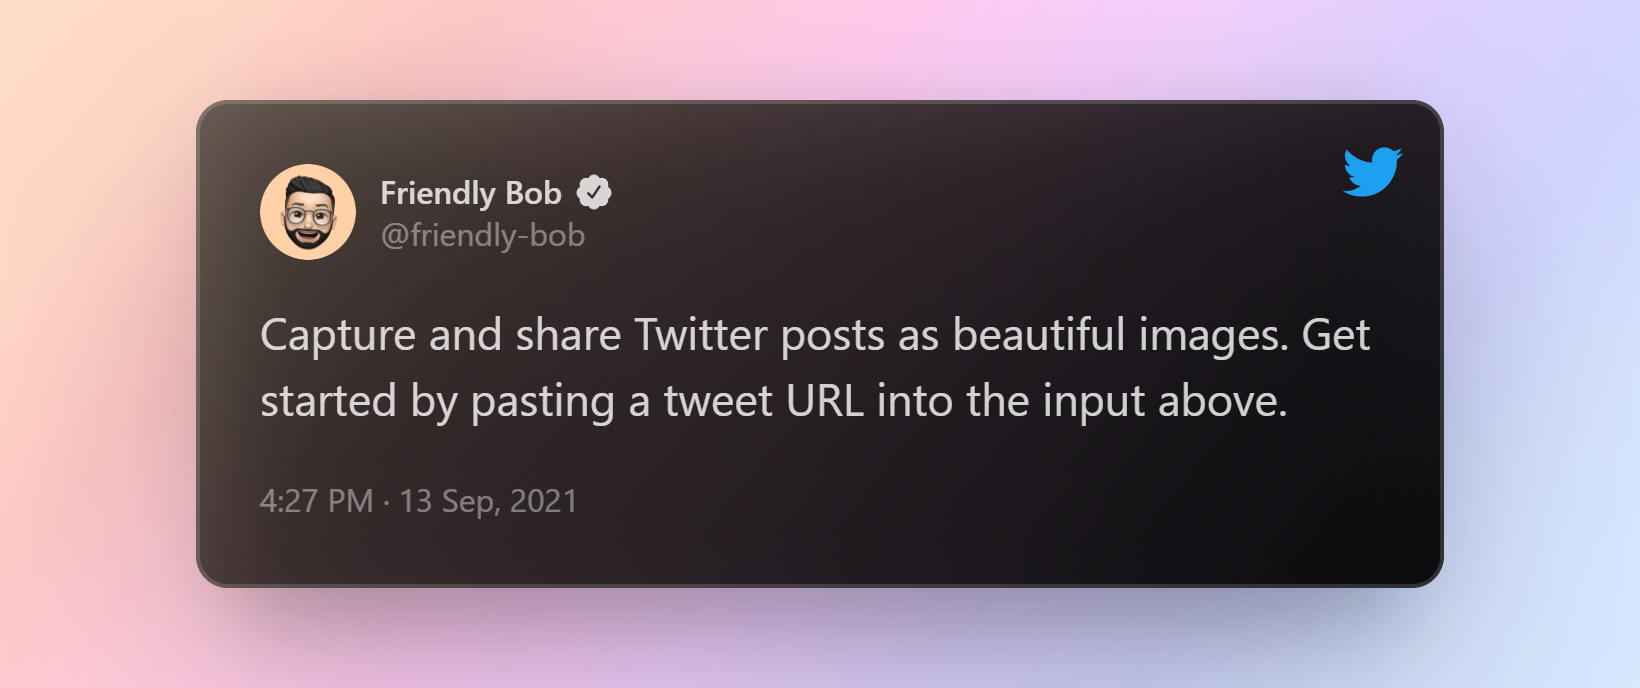 Friendly Bob
@friendly-bob
Capture and share Twitter posts as beautiful images. Get
started by pasting a tweet URL into the input above.
4:27 PM · 13 Sep, 2021